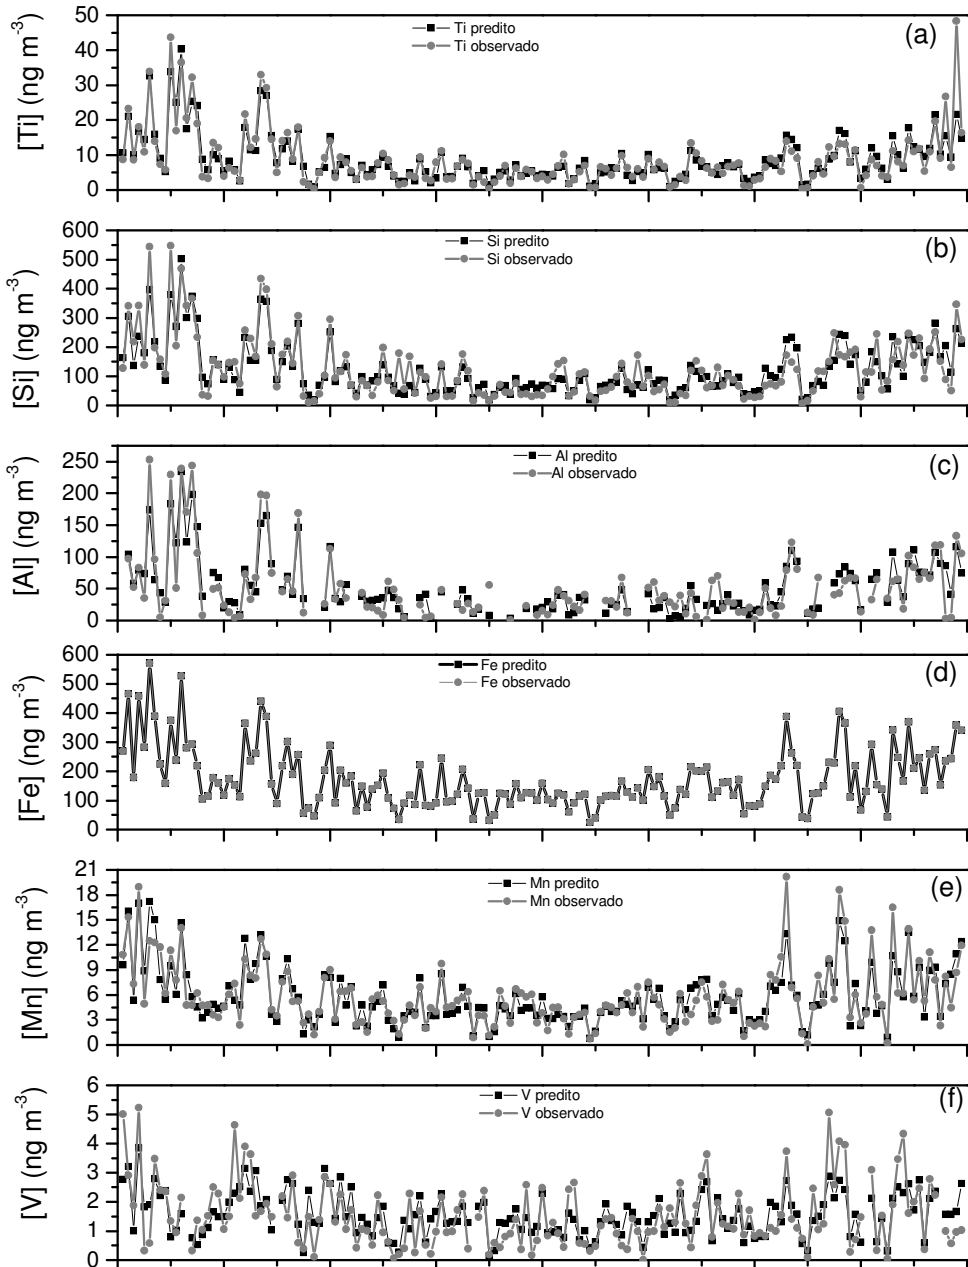 50
40
30
20
10
0
[Ti] (ng m-3)
Ti predito
Ti observado
(a)
600
500
400
300
200
100
0
[Si] (ng m-3)
Si predito
Si observado
(b)
250
200
150
100
50
0
[Al] (ng m-3)
Al predito
Al observado
(c)
600
500
400
300
200
100
0
[Fe] (ng m-3)
Fe predito
Fe observado
(d)
21
18
15
12
9
6
3
0
[Mn] (ng m-3)
Mn predito
Mn observado
(e)
6
5
4
3
2
1
0
[V] (ng m-3)
V predito
V observado
(f)